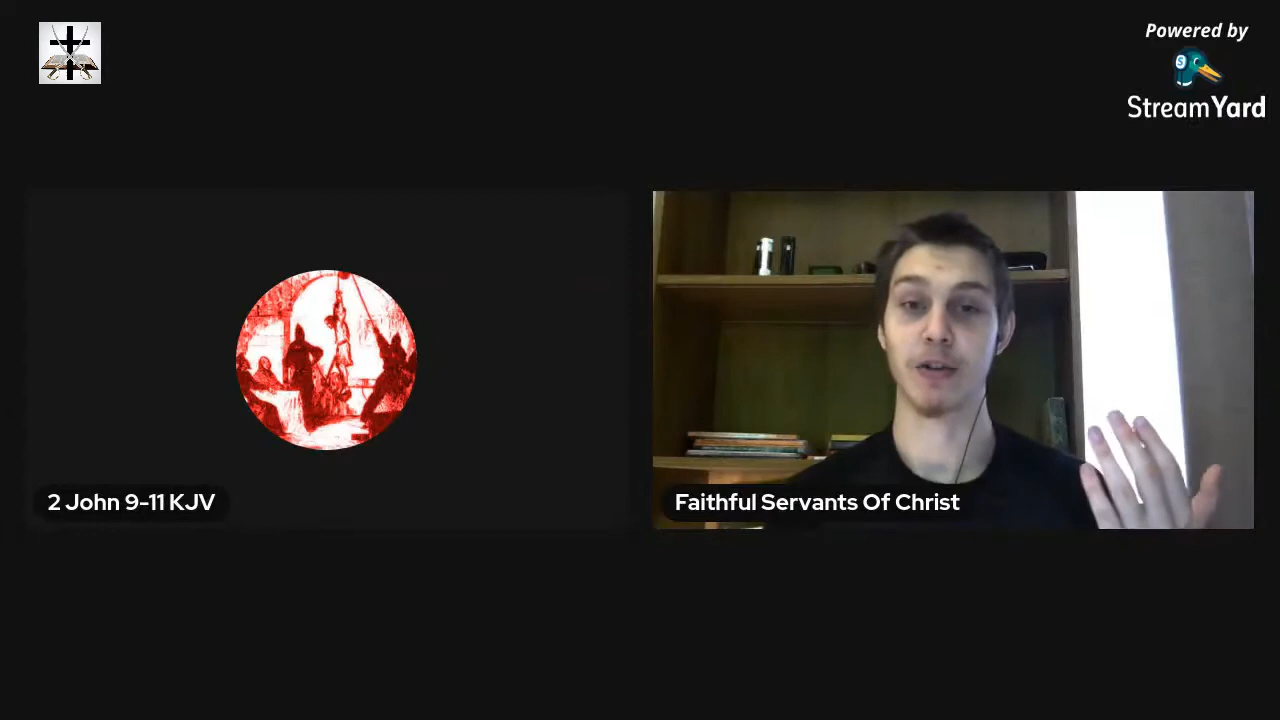 Powered by
S
StreamYard
2 John 9-11 KJV
Faithful Servants Of Christ